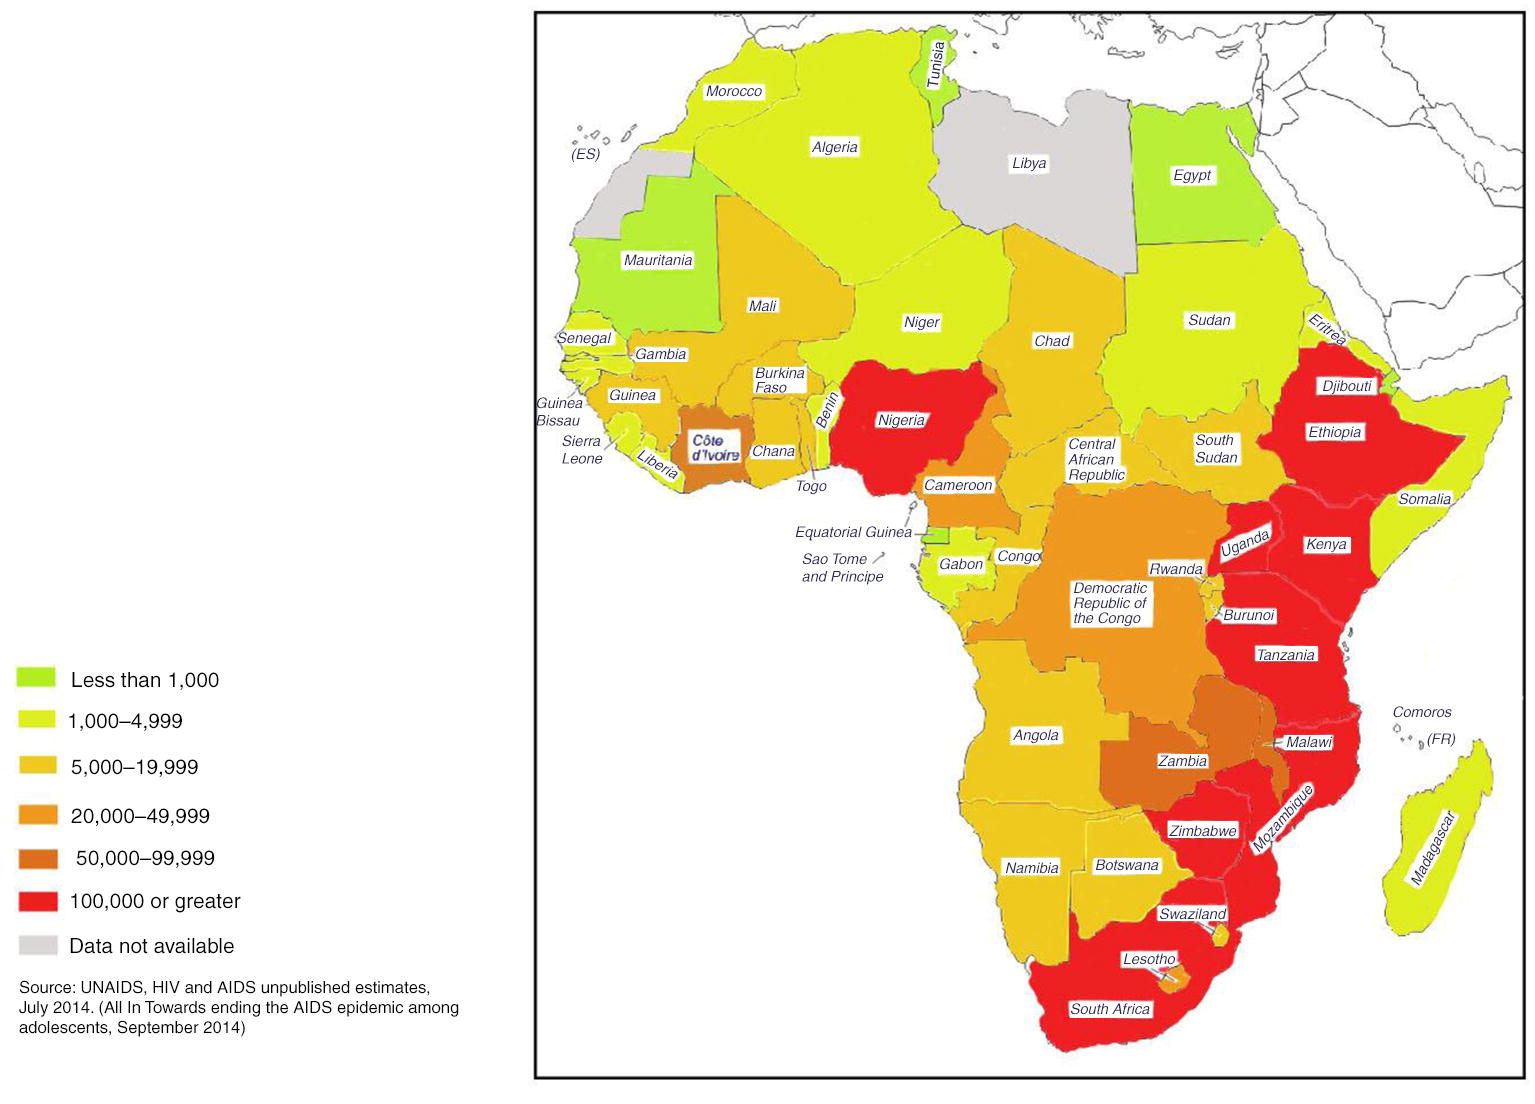 Tunisia
Morocco
Algeria
(ES)
Libya
Egypt
Mauritania
Mali
Niger
Chad
Sudan
Eritrea
Senegal
Gambia
Burkina
Faso
Djibouti
Guinea
Guinea
Bissau
Benin
Nigeria
Ethiopia
Sierra
Leone
Liberia
Côte
d'Ivoire
Chana
Togo
Central
African
Republic
South
Sudan
Cameroon
Somalia
Equatorial Guinea
Sao Tome
and Principe
Gabon
Congo
Uganda
Kenya
Rwanda
Democratic
Republic of
the Congo
Burunoi
Tanzania
Angola
Zambia
Malawi
Comoros
(FR)
Mozambique
Zimbabwe
Madagascar
Namibia
Botswana
Swaziland
Lesotho
South Africa
Less than 1,000
1,000–4,999
5,000–19,999
20,000–49,999
50,000–99,999
100,000 or greater
Data not available
Source: UNAIDS, HIV and AIDS unpublished estimates,
July 2014. (All In Towards ending the AIDS epidemic among
adolescents, September 2014)